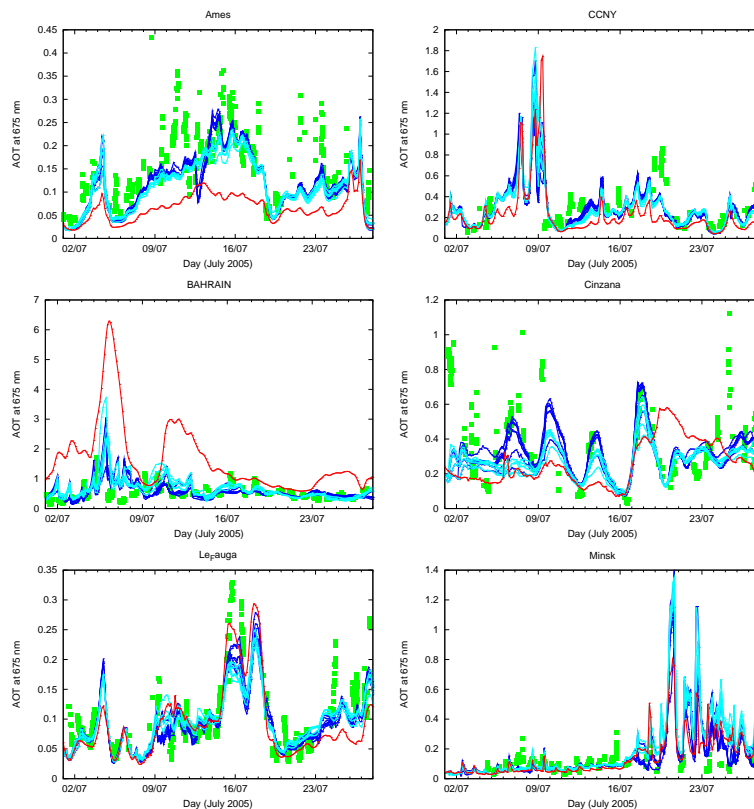 Ames
AOT at 675 nm
0.45
0.4
0.35
0.3
0.25
0.2
0.15
0.1
0.05
0
02/07 09/07 16/07 23/07
Day (July 2005)
CCNY
AOT at 675 nm
2
1.8
1.6
1.4
1.2
1
0.8
0.6
0.4
0.2
0
02/07 09/07 16/07 23/07
Day (July 2005)
BAHRAIN
AOT at 675 nm
7
6
5
4
3
2
1
0
02/07 09/07 16/07 23/07
Day (July 2005)
Cinzana
AOT at 675 nm
1.2
1
0.8
0.6
0.4
0.2
0
02/07 09/07 16/07 23/07
Day (July 2005)
Le_Fauga
AOT at 675 nm
0.35
0.3
0.25
0.2
0.15
0.1
0.05
0
02/07 09/07 16/07 23/07
Day (July 2005)
Minsk
AOT at 675 nm
1.4
1.2
1
0.8
0.6
0.4
0.2
0
02/07 09/07 16/07 23/07
Day (July 2005)